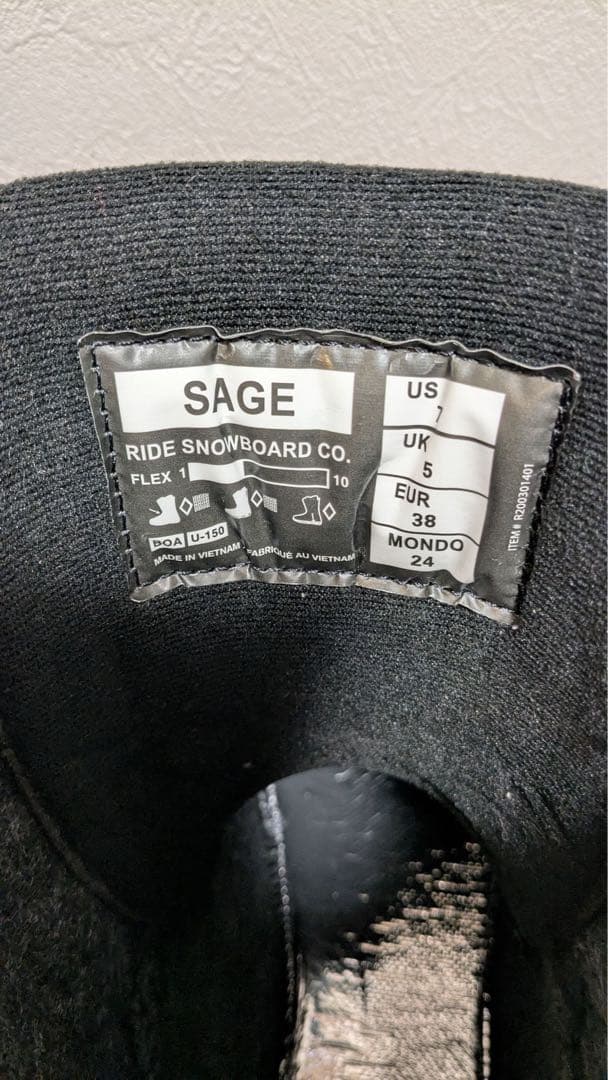 SAGE
RIDE SNOWBOARD CO.
FLEX 1 10
BOA U-150
MADE IN VIETNAM / FABRIQUÉ AU VIETNAM
US
7
UK
5
EUR
38
MONDO
24
ITEM# R200301401